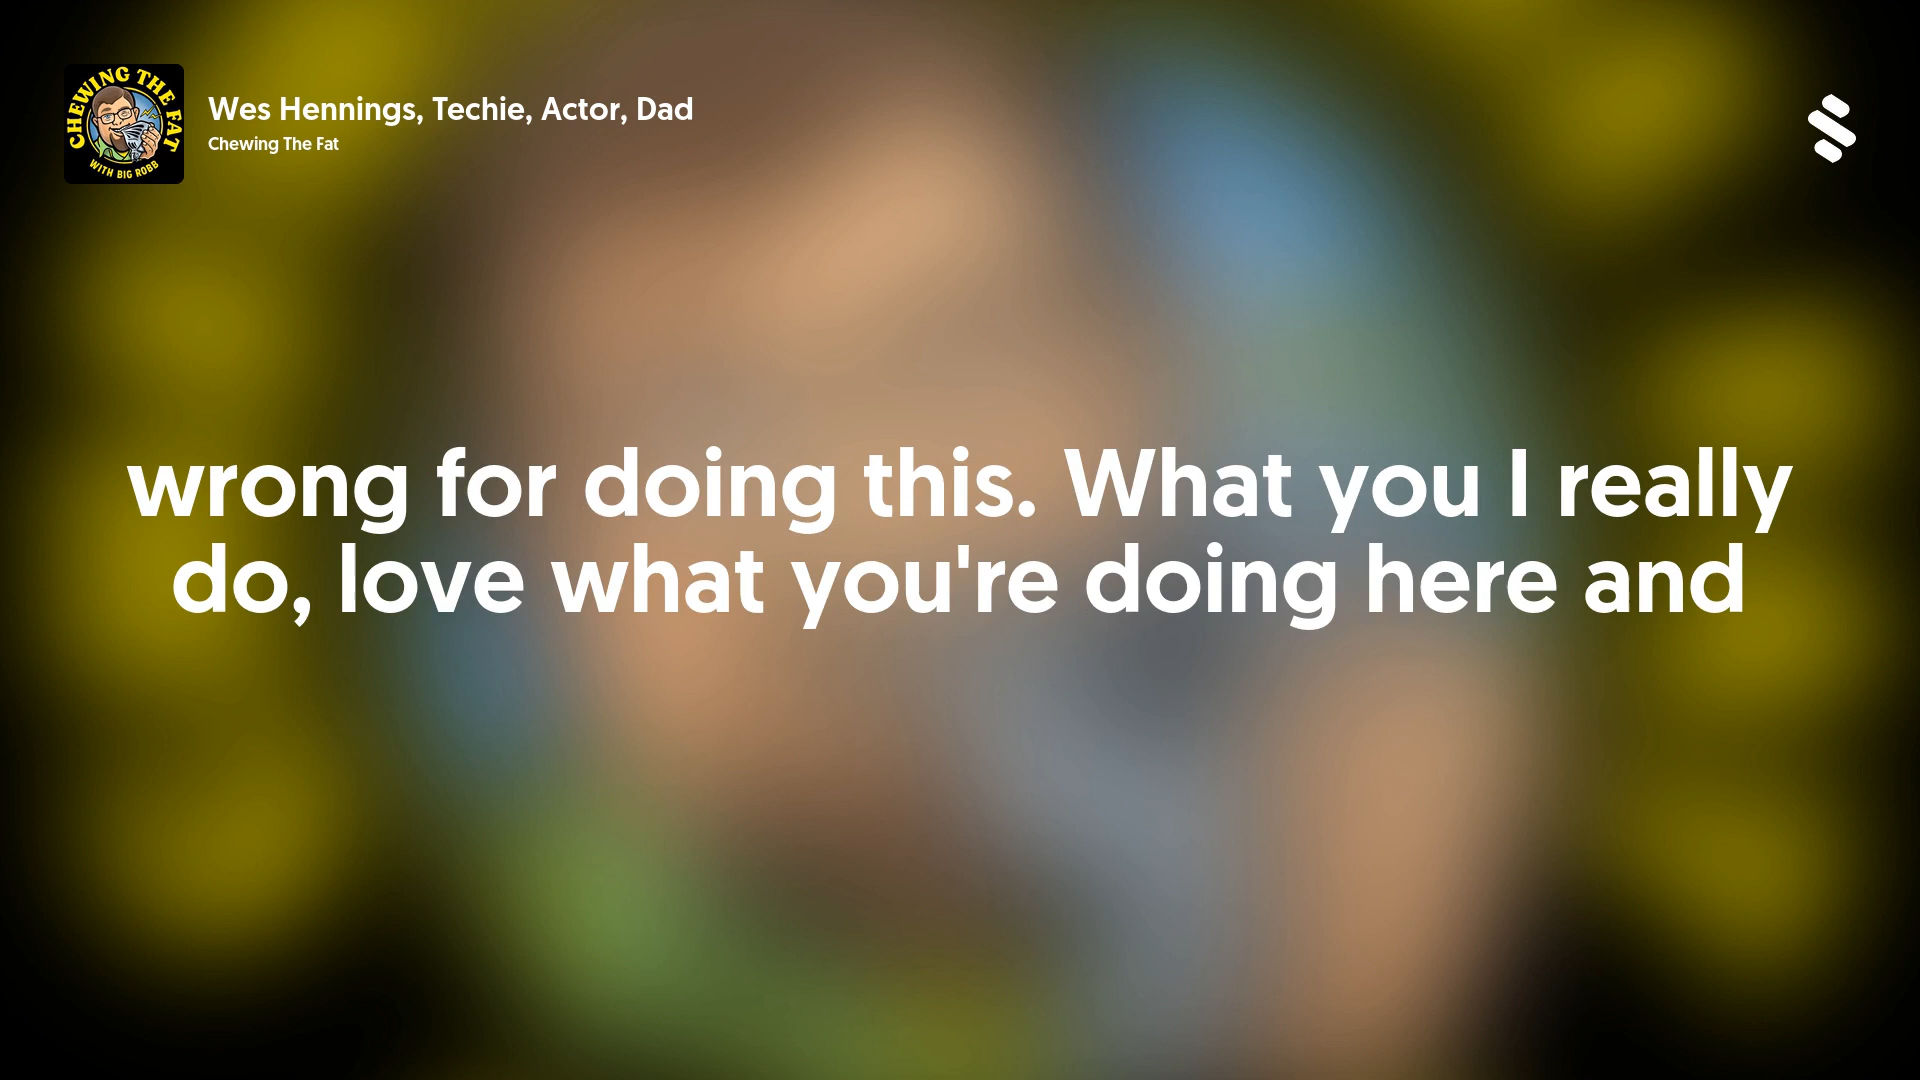 CHEWING THE FAT
WITH BIG ROBB
Wes Hennings, Techie, Actor, Dad
Chewing The Fat
wrong for doing this. What you I really
do, love what you're doing here and